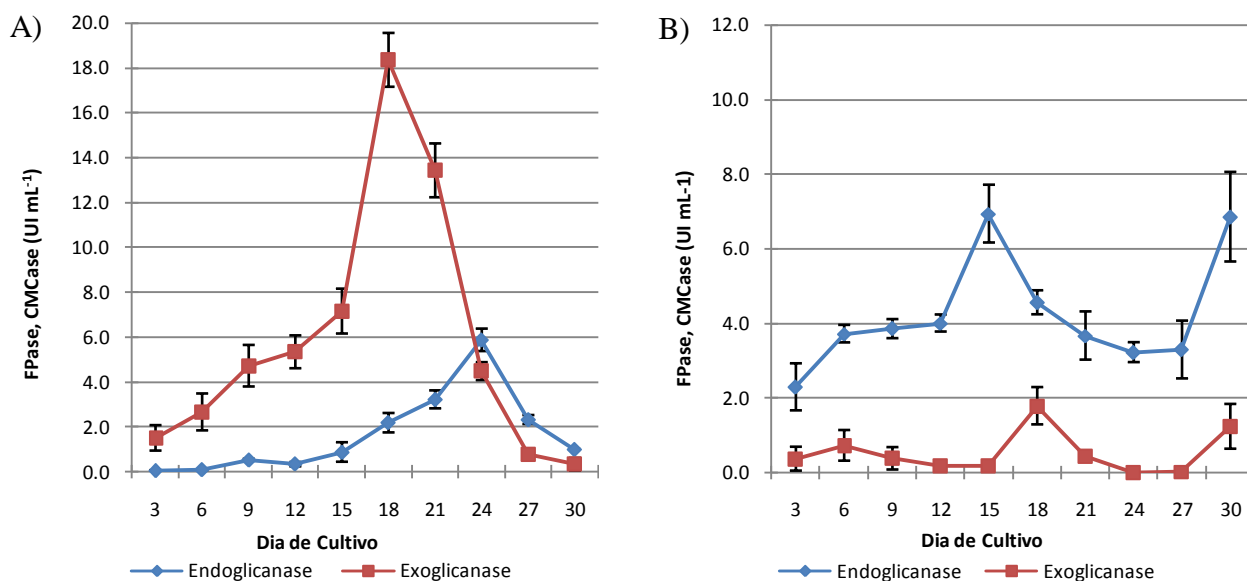 A)
FPase, CMCase (UI mL-1)
20.0
18.0
16.0
14.0
12.0
10.0
8.0
6.0
4.0
2.0
0.0
3 6 9 12 15 18 21 24 27 30
Dia de Cultivo
Endoglicanase Exoglicanase
B)
FPase, CMCase (UI mL-1)
12.0
10.0
8.0
6.0
4.0
2.0
0.0
3 6 9 12 15 18 21 24 27 30
Dia de Cultivo
Endoglicanase Exoglicanase